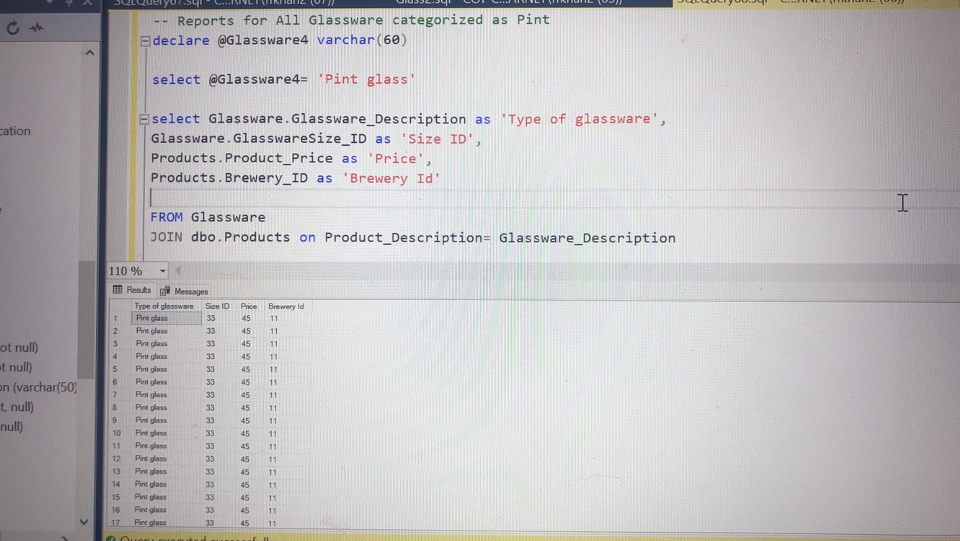 -- Reports for All Glassware categorized as Pint
declare @Glassware4 varchar(60)
select @Glassware4= 'Pint glass'
select Glassware.Glassware_Description as 'Type of glassware',
Glassware.GlasswareSize_ID as 'Size ID',
Products.Product_Price as 'Price',
Products.Brewery_ID as 'Brewery Id'
FROM Glassware
JOIN dbo.Products on Product_Description= Glassware_Description
110 %
Results Messages
Type of glassware Size ID Price Brewery Id
1 Pint glass 33 45 11
2 Pint glass 33 45 11
3 Pint glass 33 45 11
4 Pint glass 33 45 11
5 Pint glass 33 45 11
6 Pint glass 33 45 11
7 Pint glass 33 45 11
8 Pint glass 33 45 11
9 Pint glass 33 45 11
10 Pint glass 33 45 11
11 Pint glass 33 45 11
12 Pint glass 33 45 11
13 Pint glass 33 45 11
14 Pint glass 33 45 11
15 Pint glass 33 45 11
16 Pint glass 33 45 11
17 Pint glass 33 45 11
cation
ot null)
t null)
on (varchar(50)
t, null)
null)